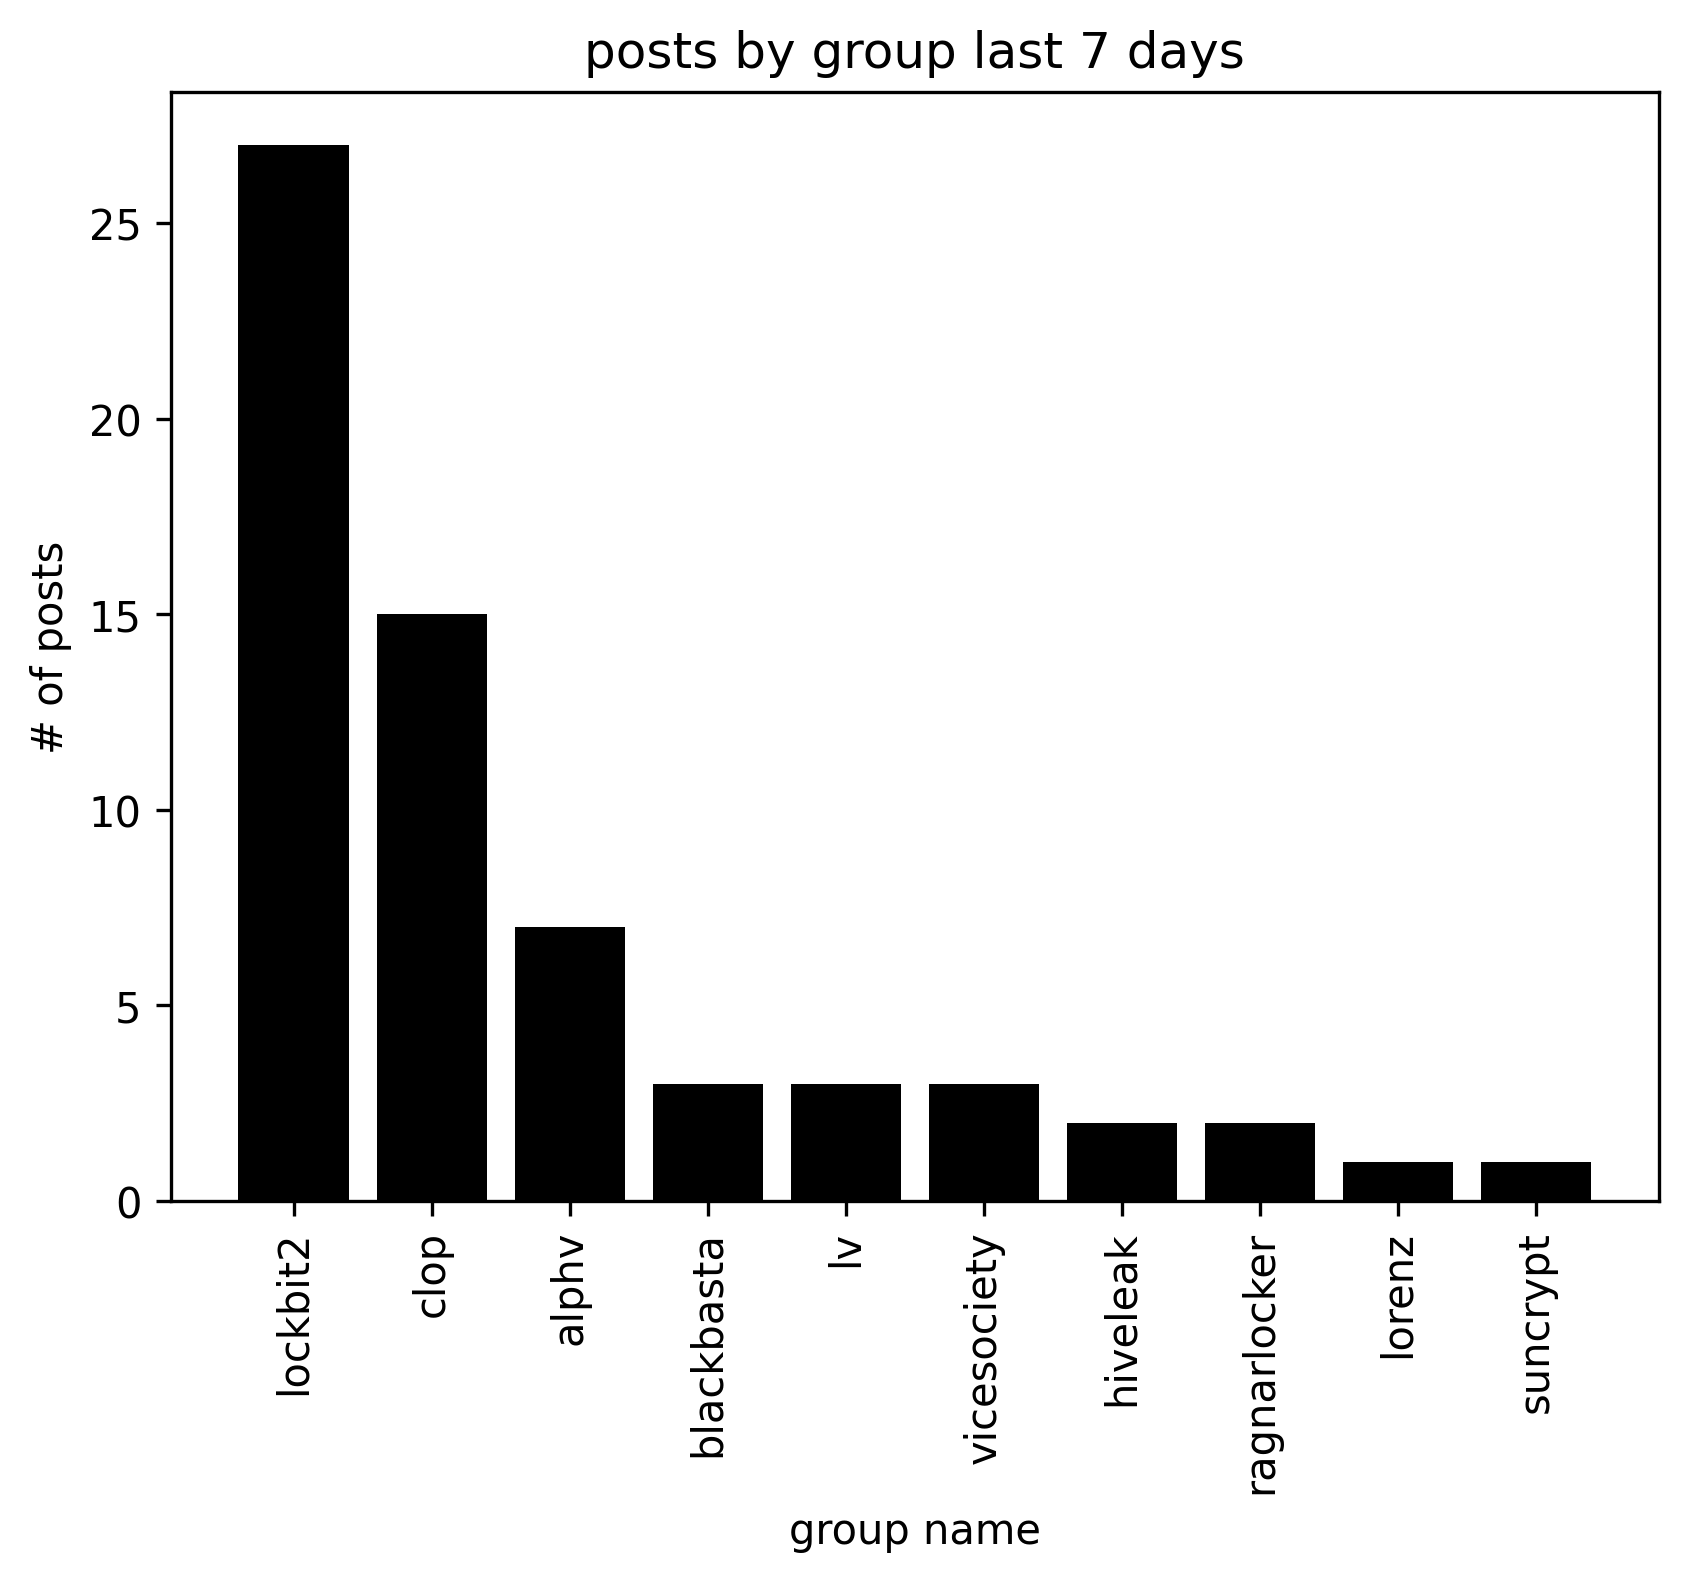 posts by group last 7 days
# of posts
25
20
15
10
5
0
lockbit2
clop
alphv
blackbasta
lv
vicesociety
hiveleak
ragnarlocker
lorenz
suncrypt
group name